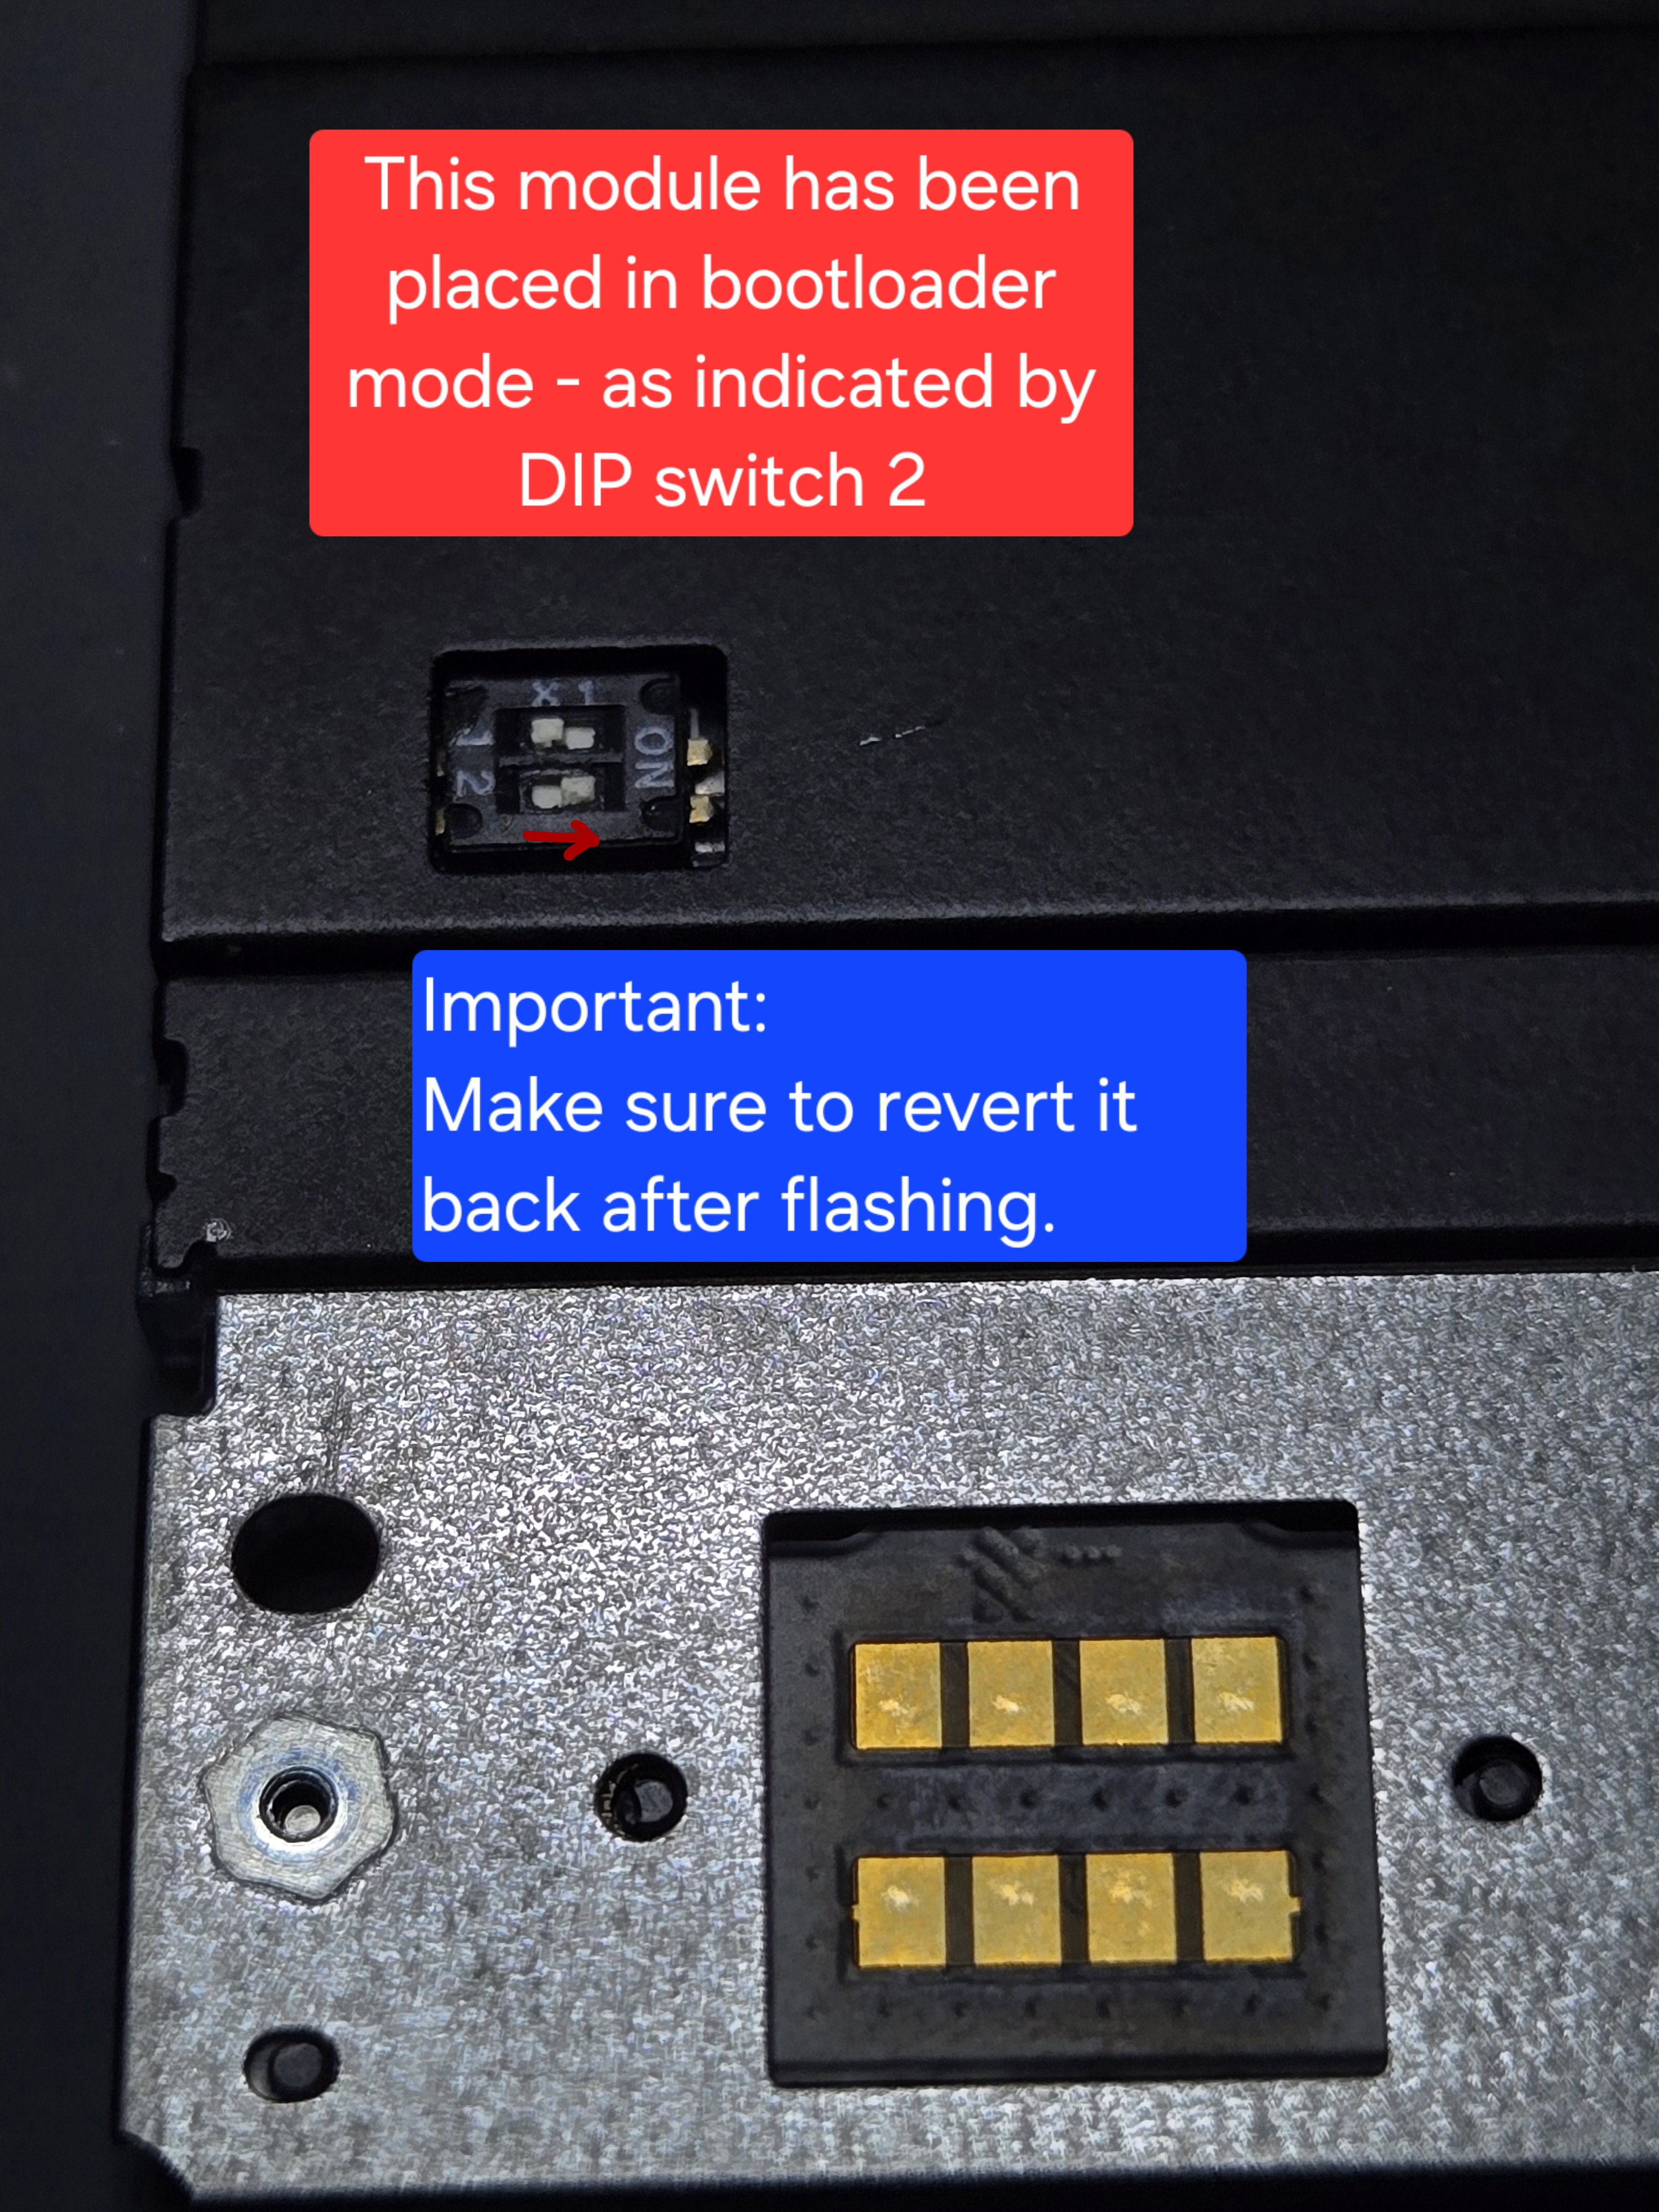 This module has been
placed in bootloader
mode - as indicated by
DIP switch 2
X 1
1
ON
2
Important:
Make sure to revert it
back after flashing.